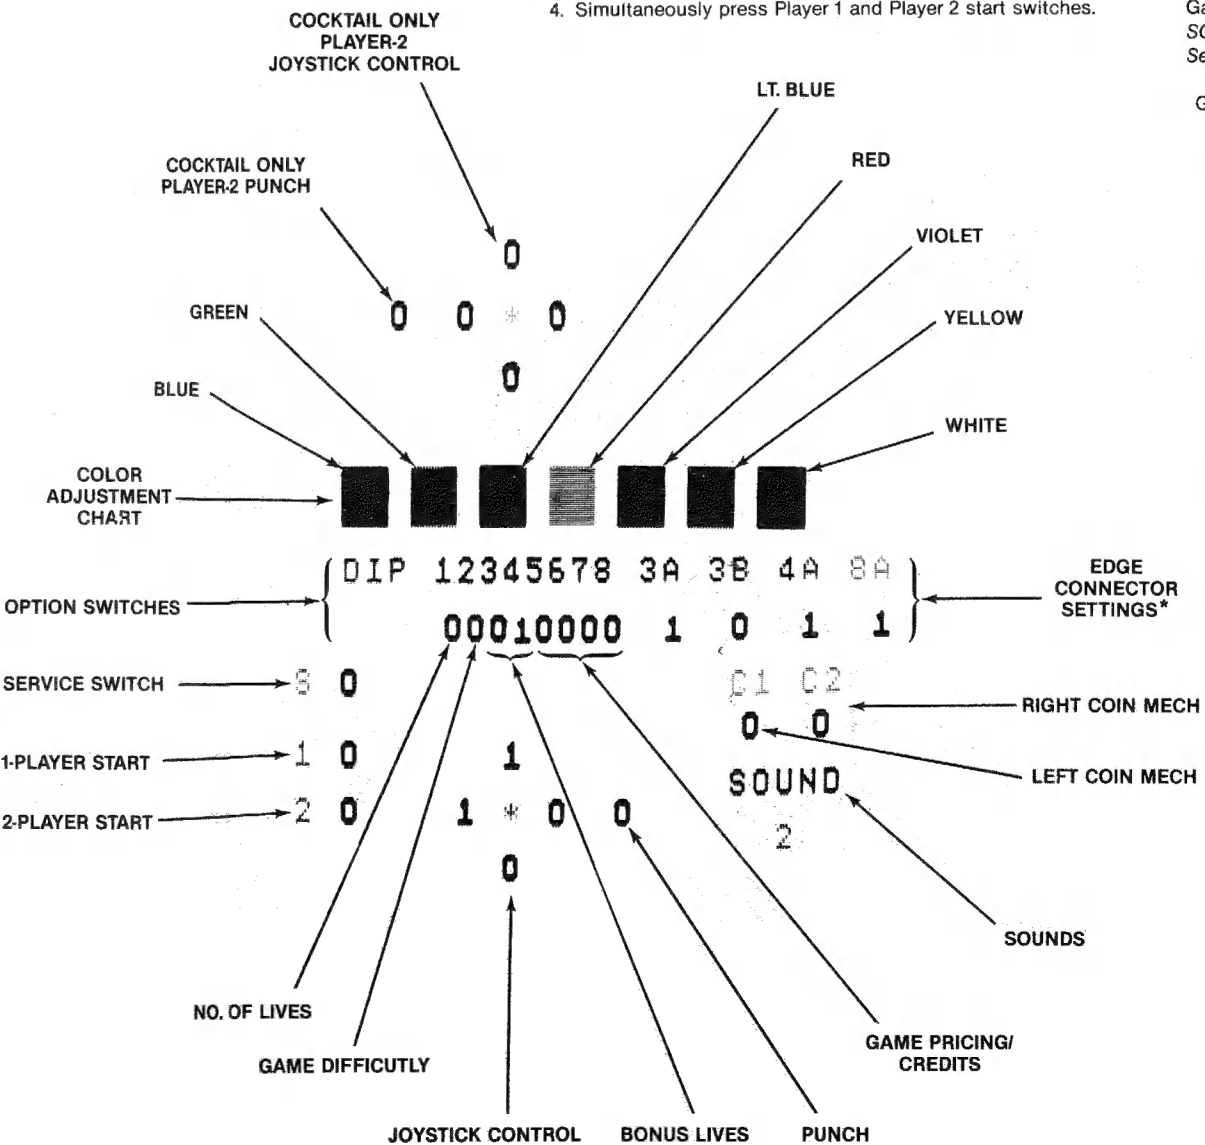 4. Simultaneously press Player 1 and Player 2 start switches.
Ga
SC
Se
G
COCKTAIL ONLY
PLAYER-2
JOYSTICK CONTROL
LT. BLUE
COCKTAIL ONLY
PLAYER-2 PUNCH
RED
VIOLET
0
GREEN
0 0 * 0
YELLOW
0
BLUE
WHITE
COLOR
ADJUSTMENT
CHART
DIP 12345678 3A 3B 4A 8A
EDGE
CONNECTOR
SETTINGS*
OPTION SWITCHES
00010000 1 0 1 1
SERVICE SWITCH
S 0
C1 C2
RIGHT COIN MECH
0 0
1-PLAYER START
1 0
1
LEFT COIN MECH
SOUND
2-PLAYER START
2 0
1 * 0 0
2
0
SOUNDS
NO. OF LIVES
GAME DIFFICUTLY
GAME PRICING/
CREDITS
JOYSTICK CONTROL
BONUS LIVES
PUNCH